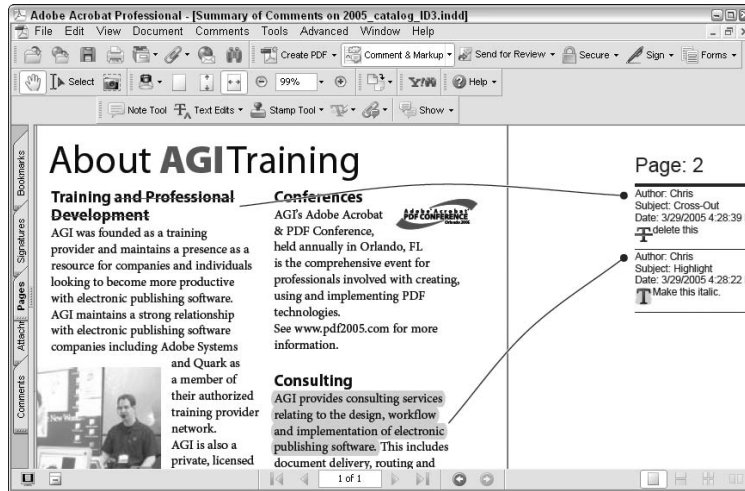 Adobe Acrobat Professional - [Summary of Comments on 2005_catalog_ID3.indd]
File Edit View Document Comments Tools Advanced Window Help
Create PDF Comment & Markup Send for Review Secure Sign Forms
Select 99% Help
Note Tool Text Edits Stamp Tool Show
Bookmarks
Signatures
Pages
Attach
Comments
About AGITraining
Training and Professional
Development
AGI was founded as a training
provider and maintains a presence as a
resource for companies and individuals
looking to become more productive
with electronic publishing software.
AGI maintains a strong relationship
with electronic publishing software
companies including Adobe Systems
and Quark as
a member of
their authorized
training provider
network.
AGI is also a
private, licensed
Conferences
AGI's Adobe Acrobat
& PDF Conference,
held annually in Orlando, FL
is the comprehensive event for
professionals involved with creating,
using and implementing PDF
technologies.
See www.pdf2005.com for more
information.
Adobe Acrobat
PDF CONFERENCE
Consulting
AGI provides consulting services
relating to the design, workflow
and implementation of electronic
publishing software. This includes
document delivery, routing and
Page: 2
Author: Chris
Subject: Cross-Out
Date: 3/29/2005 4:28:39
delete this
Author: Chris
Subject: Highlight
Date: 3/29/2005 4:28:22
Make this italic.
1 of 1